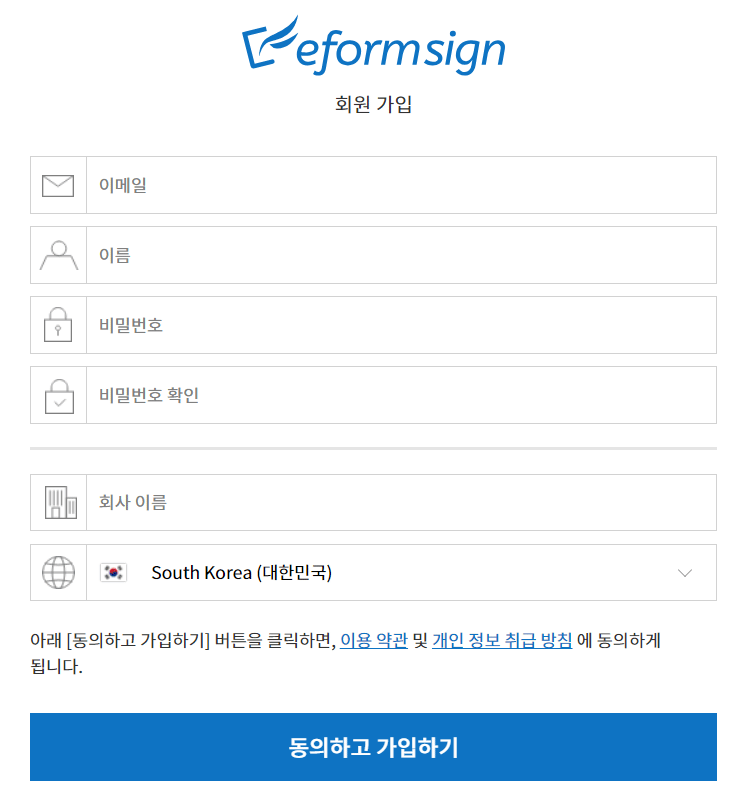 eformsign
회원 가입
이메일
이름
비밀번호
비밀번호 확인
회사 이름
South Korea (대한민국)
아래 [동의하고 가입하기] 버튼을 클릭하면, 이용 약관 및 개인 정보 취급 방침 에 동의하게
됩니다.
동의하고 가입하기